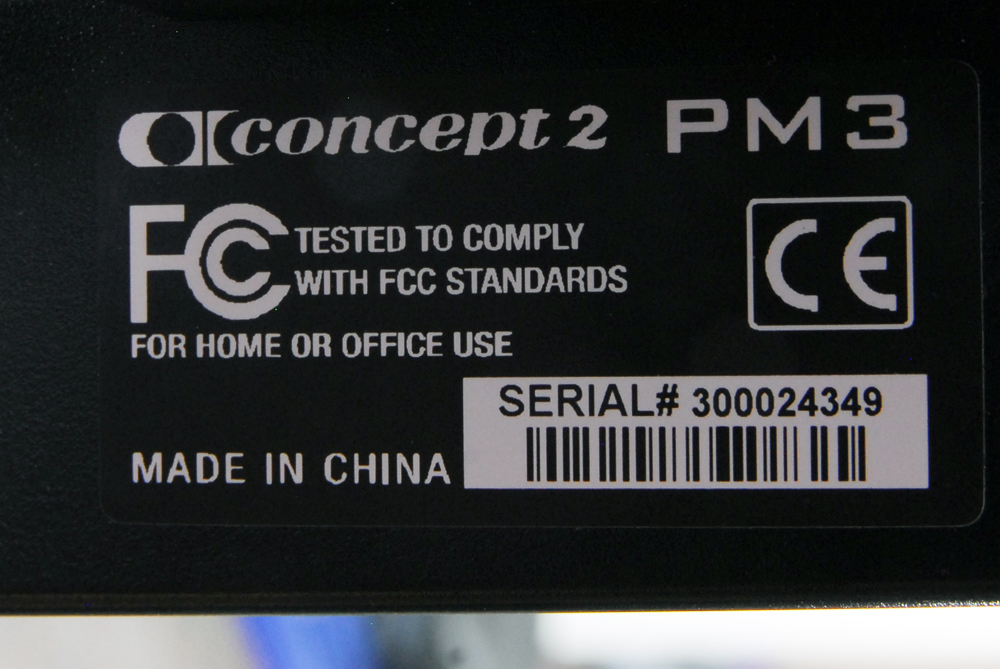 concept 2 PM3
FC TESTED TO COMPLY
WITH FCC STANDARDS
CE
FOR HOME OR OFFICE USE
SERIAL# 300024349
MADE IN CHINA